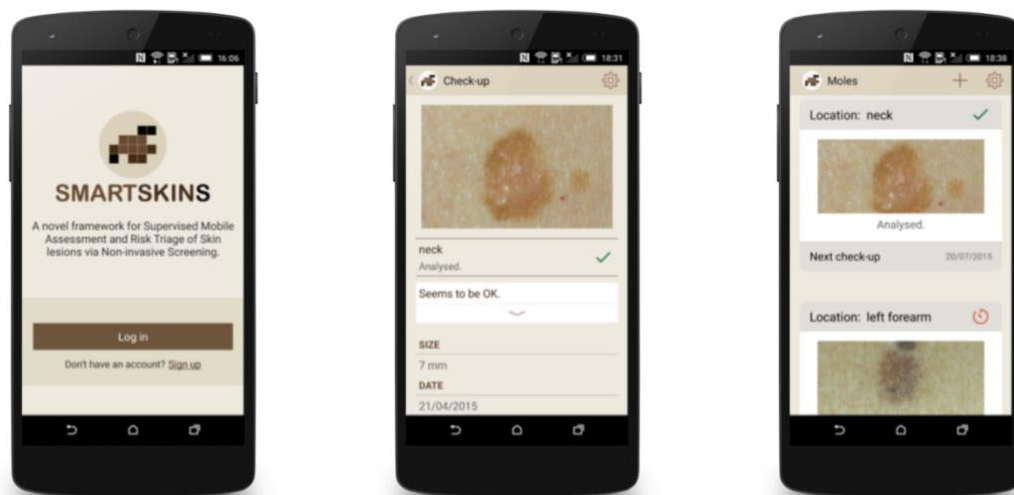 16:06
SMARTSKINS
A novel framework for Supervised Mobile
Assessment and Risk Triage of Skin
lesions via Non-invasive Screening.
Log in
Don't have an account? Sign up
18:31
Check-up
neck
Analysed.
Seems to be OK.
SIZE
7 mm
DATE
21/04/2015
18:38
Moles
Location: neck
Analysed.
Next check-up 20/07/2015
Location: left forearm